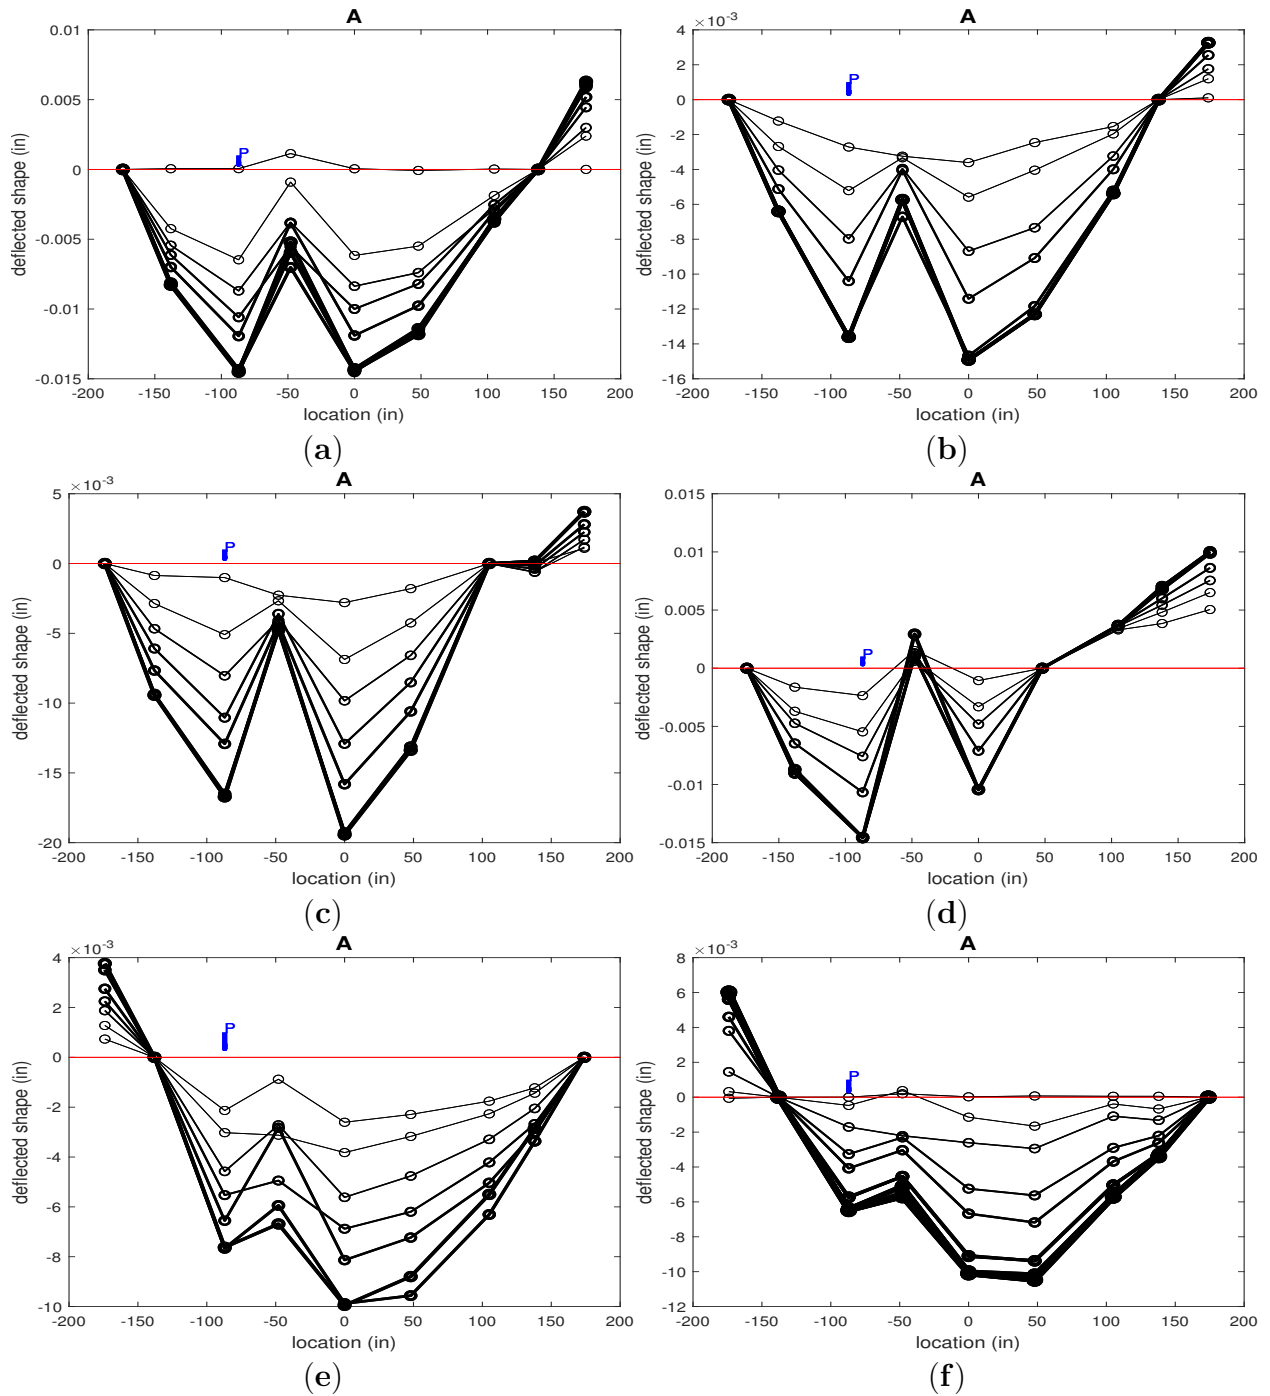 A
0.01
0.005
0
-0.005
-0.01
-0.015
deflected shape (in)
P
-200 -150 -100 -50 0 50 100 150 200
location (in)
(a)
A
×10⁻³
4
2
0
-2
-4
-6
-8
-10
-12
-14
-16
deflected shape (in)
P
-200 -150 -100 -50 0 50 100 150 200
location (in)
(b)
A
×10⁻³
5
0
-5
-10
-15
-20
deflected shape (in)
P
-200 -150 -100 -50 0 50 100 150 200
location (in)
(c)
A
0.015
0.01
0.005
0
-0.005
-0.01
-0.015
deflected shape (in)
P
-200 -150 -100 -50 0 50 100 150 200
location (in)
(d)
A
×10⁻³
4
2
0
-2
-4
-6
-8
-10
deflected shape (in)
P
-200 -150 -100 -50 0 50 100 150 200
location (in)
(e)
A
×10⁻³
8
6
4
2
0
-2
-4
-6
-8
-10
-12
deflected shape (in)
P
-200 -150 -100 -50 0 50 100 150 200
location (in)
(f)